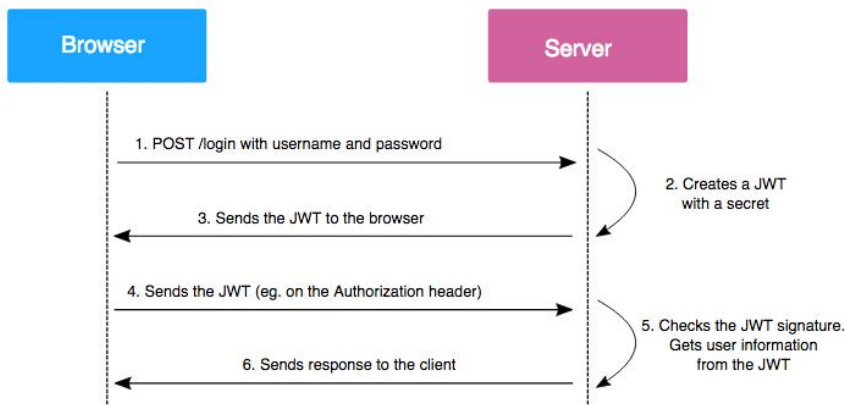 Browser
Server
1. POST /login with username and password
2. Creates a JWT
with a secret
3. Sends the JWT to the browser
4. Sends the JWT (eg. on the Authorization header)
5. Checks the JWT signature.
Gets user information
from the JWT
6. Sends response to the client